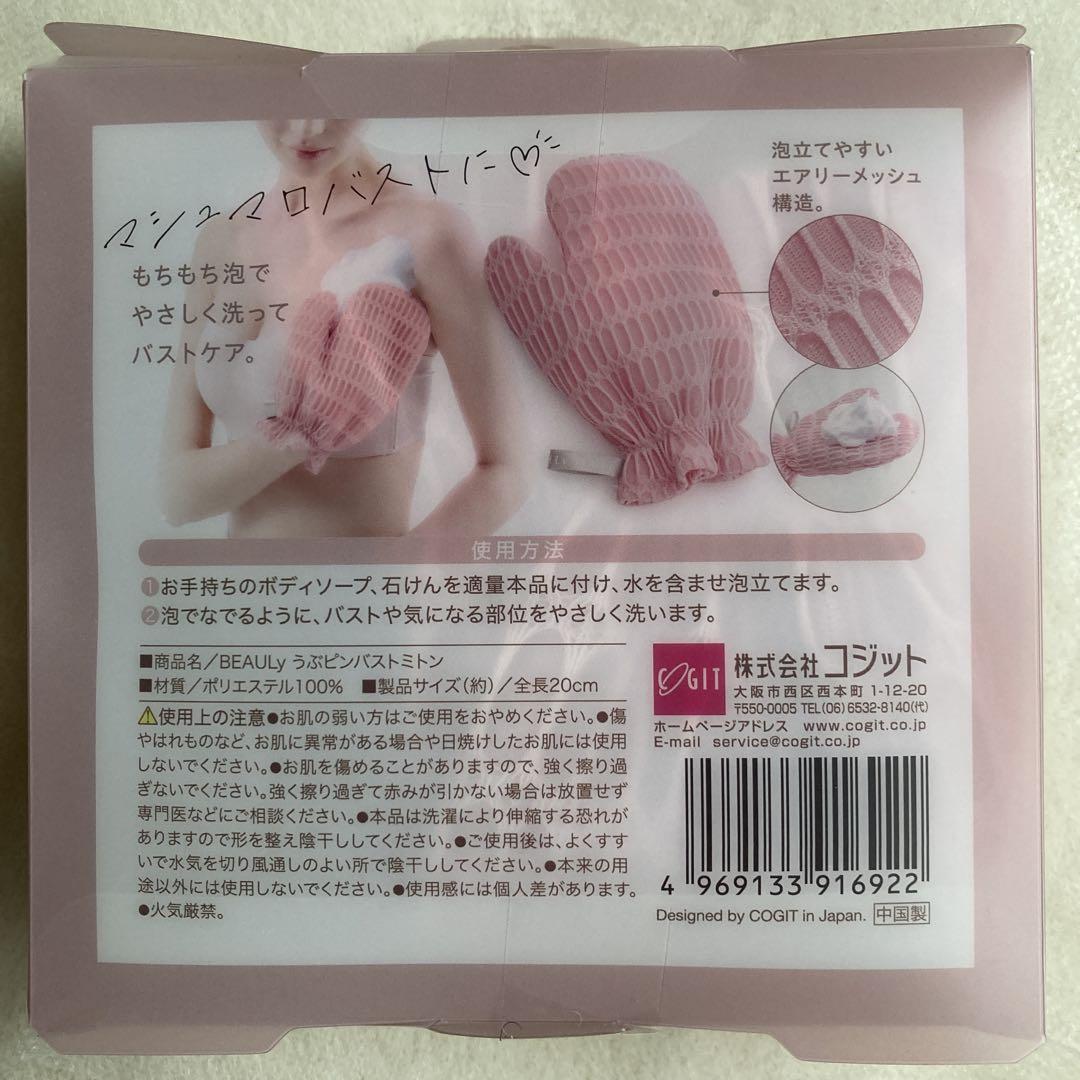 マシュマロバストに♡
もちもち泡で
やさしく洗って
バストケア。
泡立てやすい
エアリーメッシュ
構造。
使用方法
①お手持ちのボディソープ、石けんを適量本品に付け、水を含ませ泡立てます。
②泡でなでるように、バストや気になる部位をやさしく洗います。
■商品名／BEAULy うぶピンバストミトン
■材質／ポリエステル100% ■製品サイズ（約）／全長20cm
⚠使用上の注意●お肌の弱い方はご使用をおやめください。●傷
やはれものなど、お肌に異常がある場合や日焼けしたお肌には使用
しないでください。●お肌を傷めることがありますので、強く擦り過
ぎないでください。強く擦り過ぎて赤みが引かない場合は放置せず
専門医などにご相談ください。●本品は洗濯により伸縮する恐れが
ありますので形を整え陰干ししてください。●ご使用後は、よくすす
いで水気を切り風通しのよい所で陰干ししてください。●本来の用
途以外には使用しないでください。●使用感には個人差があります。
●火気厳禁。
COGIT
株式会社コジット
大阪市西区西本町 1-12-20
〒550-0005 TEL(06)6532-8140(代)
ホームページアドレス www.cogit.co.jp
E-mail service@cogit.co.jp
4 969133 916922
Designed by COGIT in Japan. 中国製